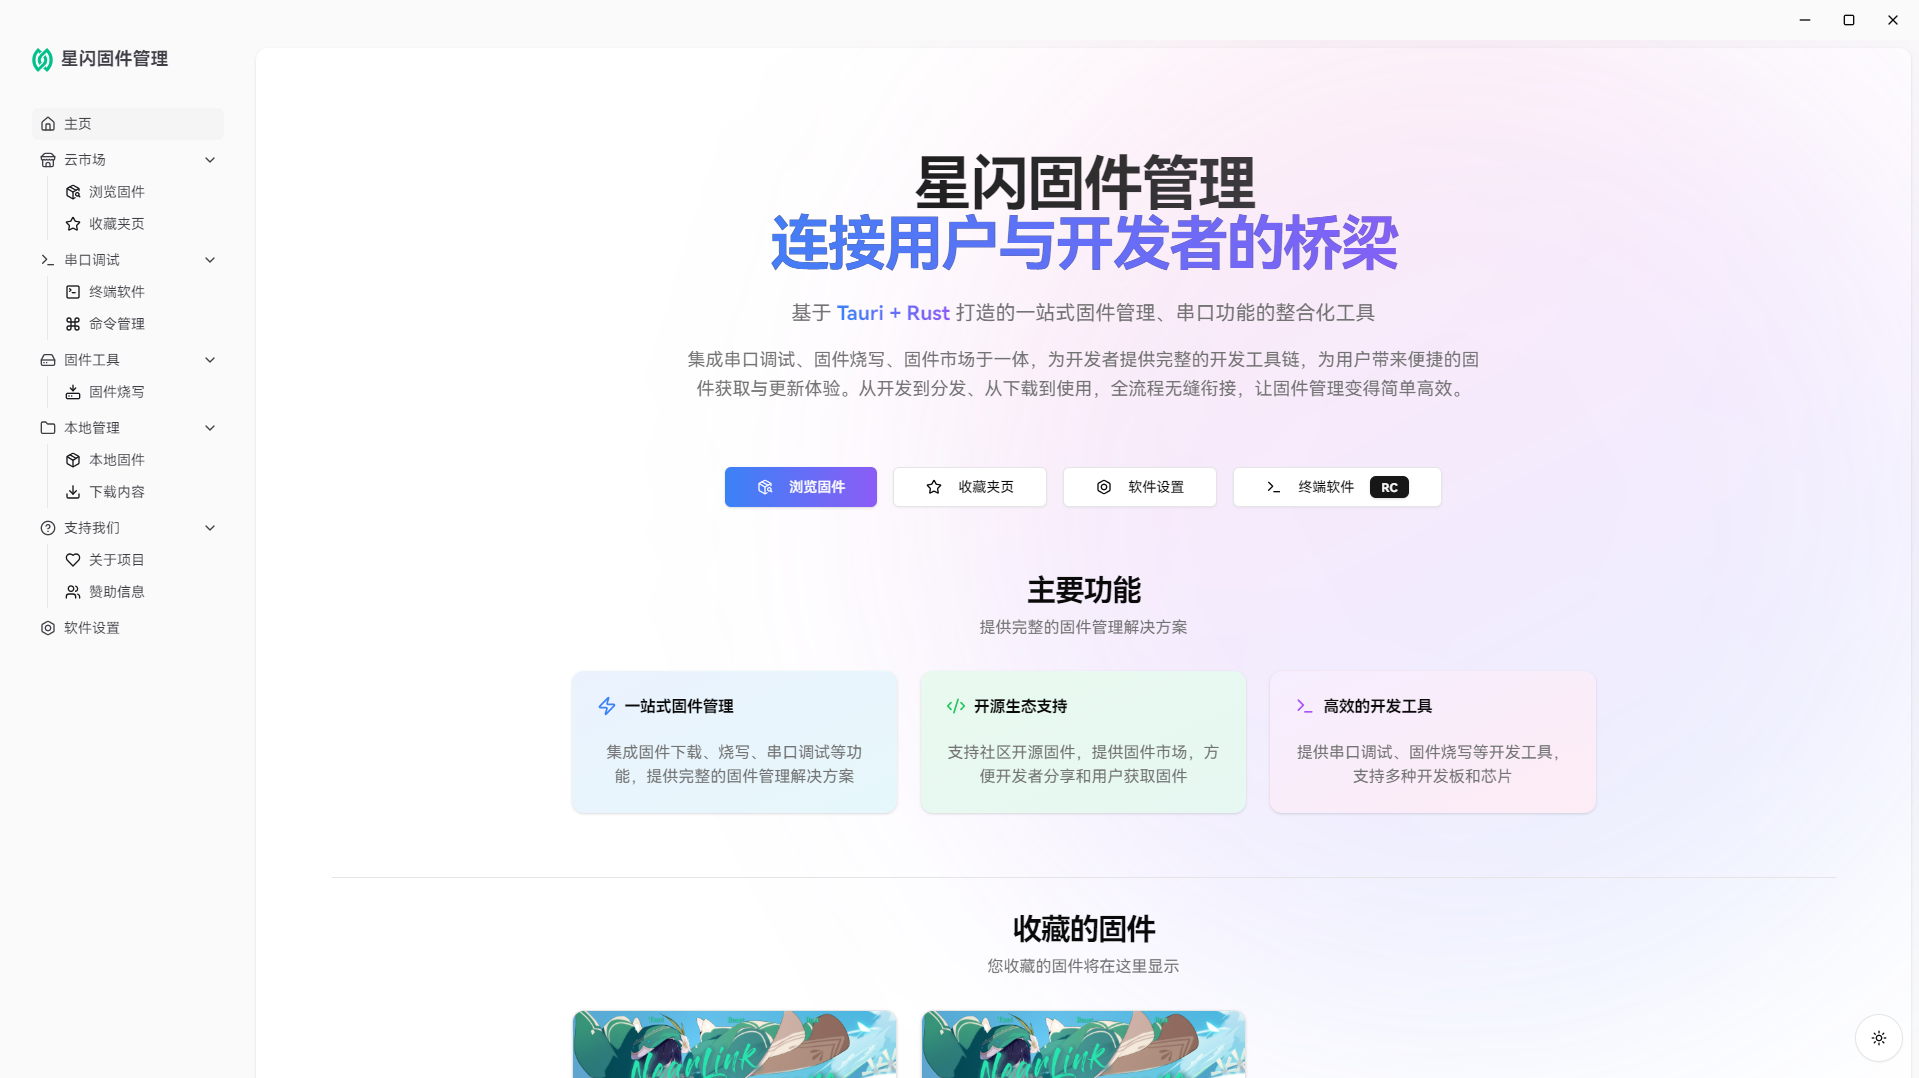 星闪固件管理
主页
云市场
浏览固件
收藏夹页
串口调试
终端软件
命令管理
固件工具
固件烧写
本地管理
本地固件
下载内容
支持我们
关于项目
赞助信息
软件设置
星闪固件管理
连接用户与开发者的桥梁
基于 Tauri + Rust 打造的一站式固件管理、串口功能的整合化工具
集成串口调试、固件烧写、固件市场于一体，为开发者提供完整的开发工具链，为用户带来便捷的固
件获取与更新体验。从开发到分发、从下载到使用，全流程无缝衔接，让固件管理变得简单高效。
浏览固件
收藏夹页
软件设置
终端软件 RC
主要功能
提供完整的固件管理解决方案
一站式固件管理
集成固件下载、烧写、串口调试等功
能，提供完整的固件管理解决方案
开源生态支持
支持社区开源固件，提供固件市场，方
便开发者分享和用户获取固件
高效的开发工具
提供串口调试、固件烧写等开发工具，
支持多种开发板和芯片
收藏的固件
您收藏的固件将在这里显示
NearLink
NearLink